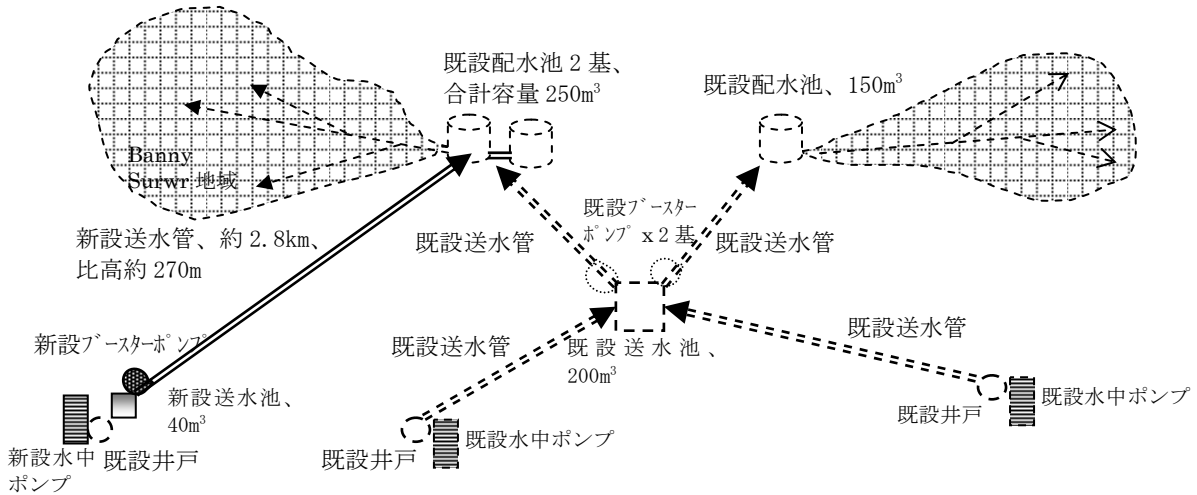 既設配水池 2 基、
合計容量 250m³
既設配水池、150m³
Banny
Surwr 地域
新設送水管、約 2.8km、
比高約 270m
既設送水管
既設ﾌﾞｰｽﾀｰ
ﾎﾟﾝﾌﾟ x 2 基
既設送水管
新設ﾌﾞｰｽﾀｰﾎﾟﾝﾌﾟ
既設送水管
既設送水池、
200m³
既設送水管
新設送水池、
40m³
既設井戸
既設水中ポンプ
新設水中
ポンプ
既設井戸
既設井戸
既設水中ポンプ